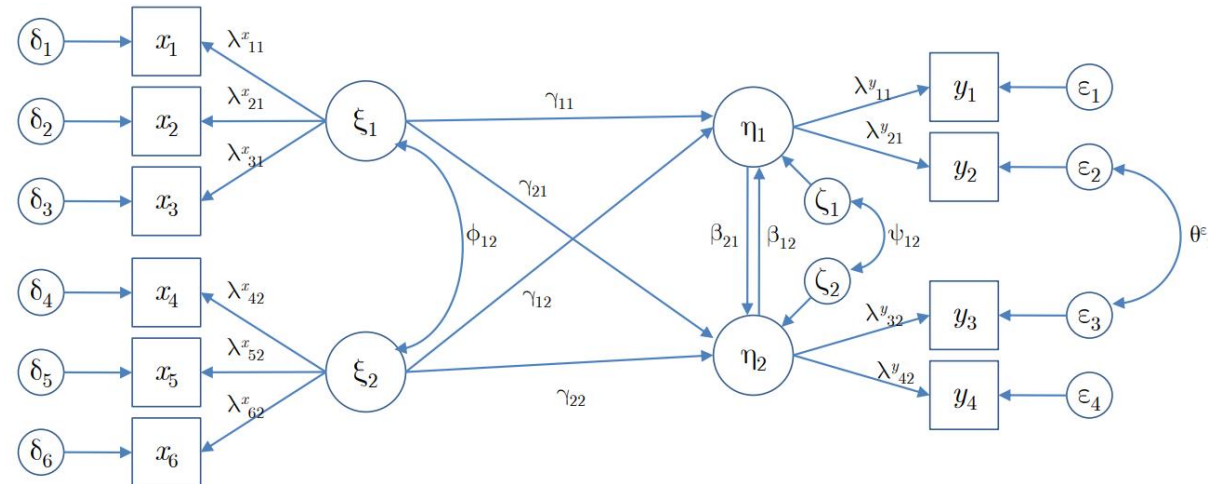 δ₁ x₁ λˣ₁₁
δ₂ x₂ λˣ₂₁
δ₃ x₃ λˣ₃₁
δ₄ x₄ λˣ₄₂
δ₅ x₅ λˣ₅₂
δ₆ x₆ λˣ₆₂
ξ₁
ξ₂
ϕ₁₂
γ₁₁
γ₂₁
γ₁₂
γ₂₂
η₁
η₂
β₂₁ β₁₂
ζ₁
ζ₂
ψ₁₂
λʸ₁₁ y₁ ε₁
λʸ₂₁ y₂ ε₂
λʸ₃₂ y₃ ε₃
λʸ₄₂ y₄ ε₄
θᵋ